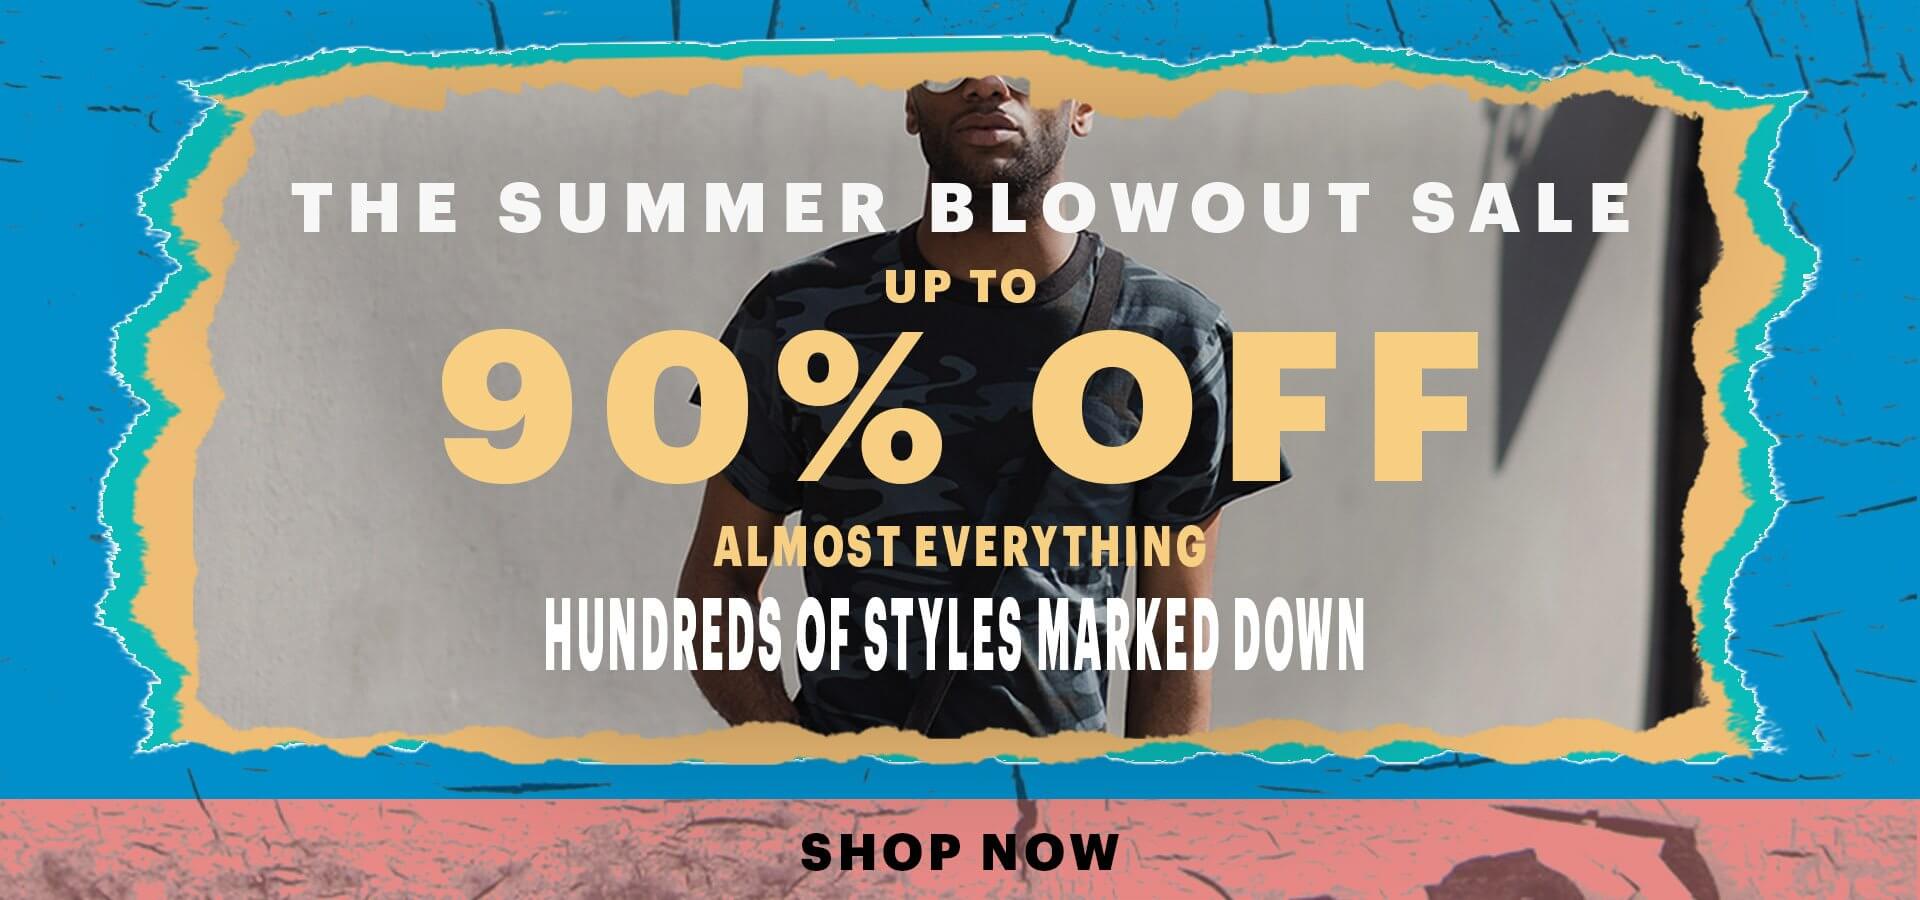 THE SUMMER BLOWOUT SALE
UP TO
90% OFF
ALMOST EVERYTHING
HUNDREDS OF STYLES MARKED DOWN
SHOP NOW